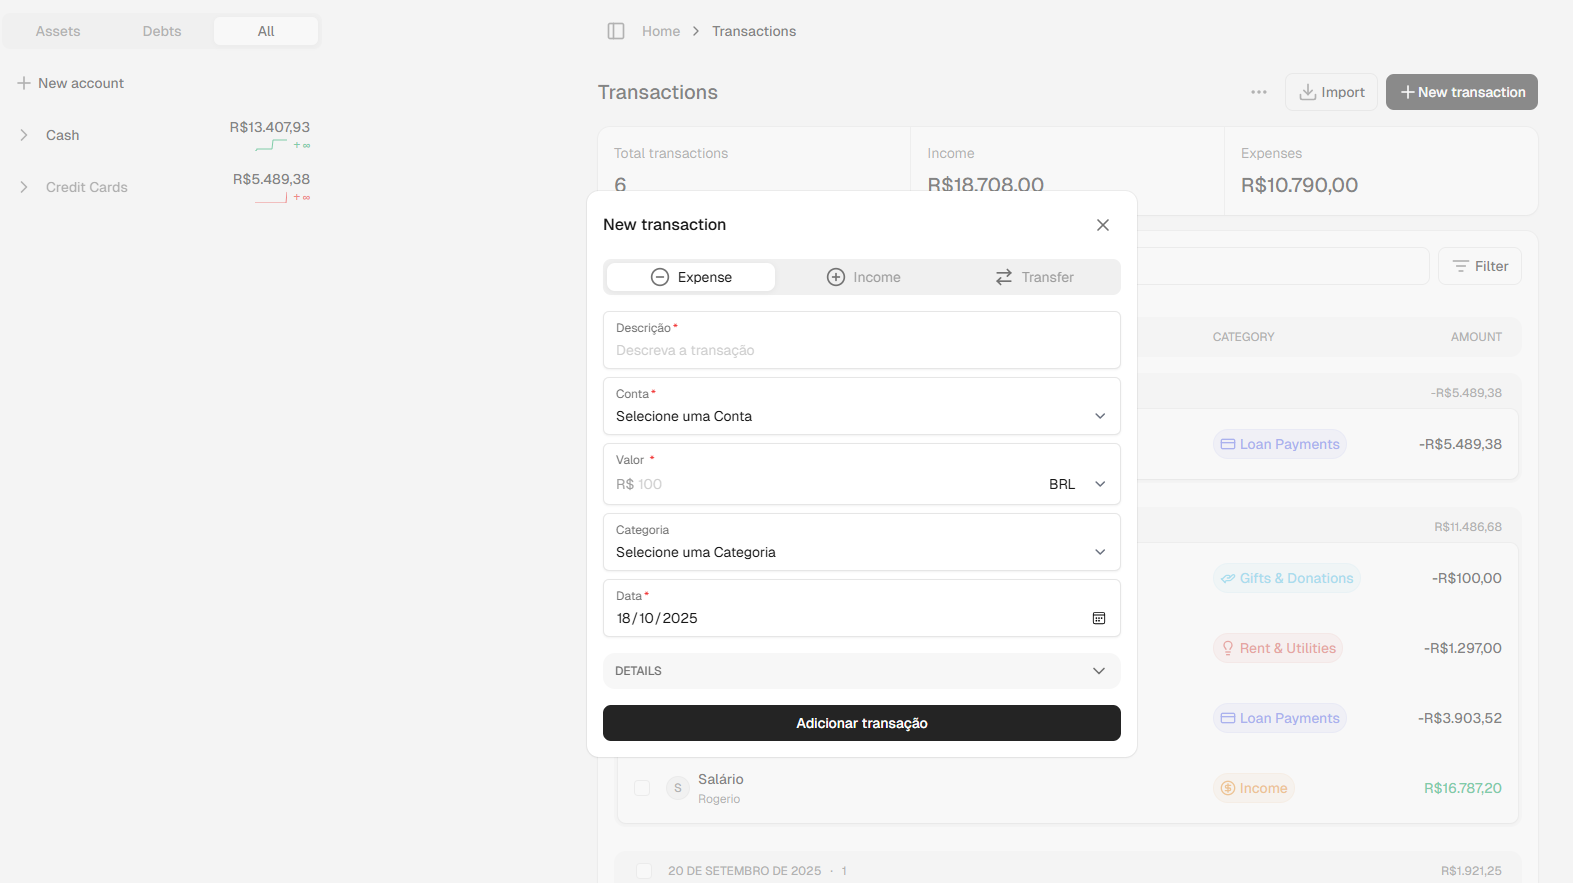 Assets Debts All
New account
Cash R$13.407,93
+ ∞
Credit Cards R$5.489,38
+ ∞
Home > Transactions
Transactions
Import
New transaction
Total transactions
6
Income
R$18.708,00
Expenses
R$10.790,00
Filter
CATEGORY AMOUNT
-R$5.489,38
Loan Payments -R$5.489,38
R$11.486,68
Gifts & Donations -R$100,00
Rent & Utilities -R$1.297,00
Loan Payments -R$3.903,52
S Salário
Rogerio
Income R$16.787,20
20 DE SETEMBRO DE 2025 · 1 R$1.921,25
New transaction
Expense Income Transfer
Descrição *
Descreva a transação
Conta *
Selecione uma Conta
Valor *
R$ 100 BRL
Categoria
Selecione uma Categoria
Data *
18/10/2025
DETAILS
Adicionar transação